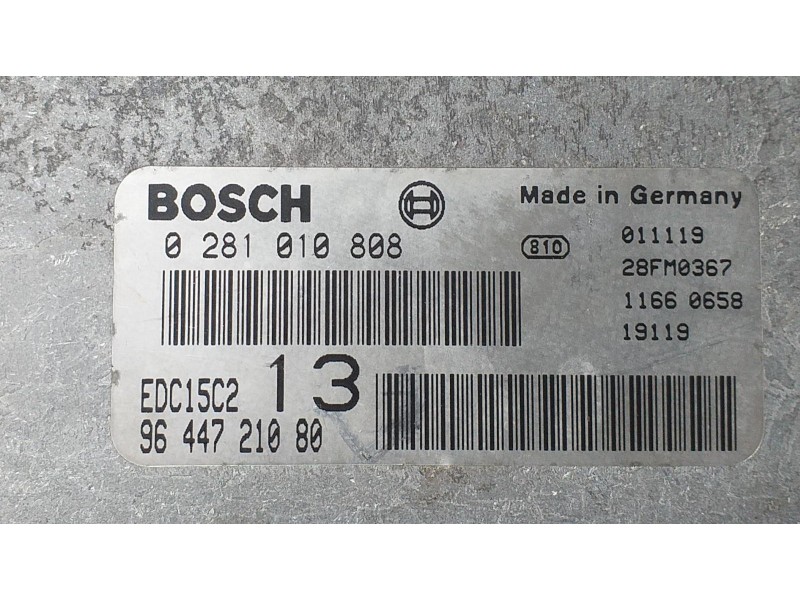 BOSCH
Made in Germany
0 281 010 808
810
011119
28FM0367
1166 0658
19119
EDC15C2
13
96 447 210 80